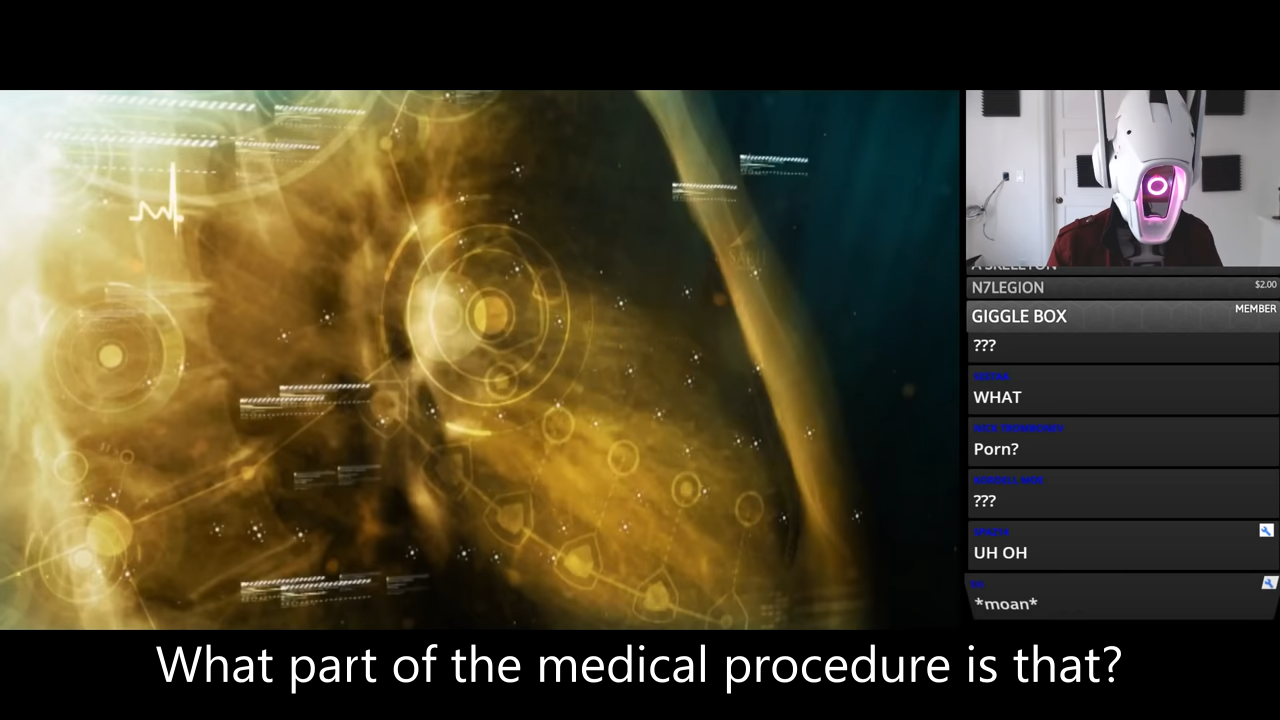 A SKELETON
N7LEGION
$2.00
GIGGLE BOX
MEMBER
???
WHAT
Porn?
???
UH OH
*moan*
What part of the medical procedure is that?